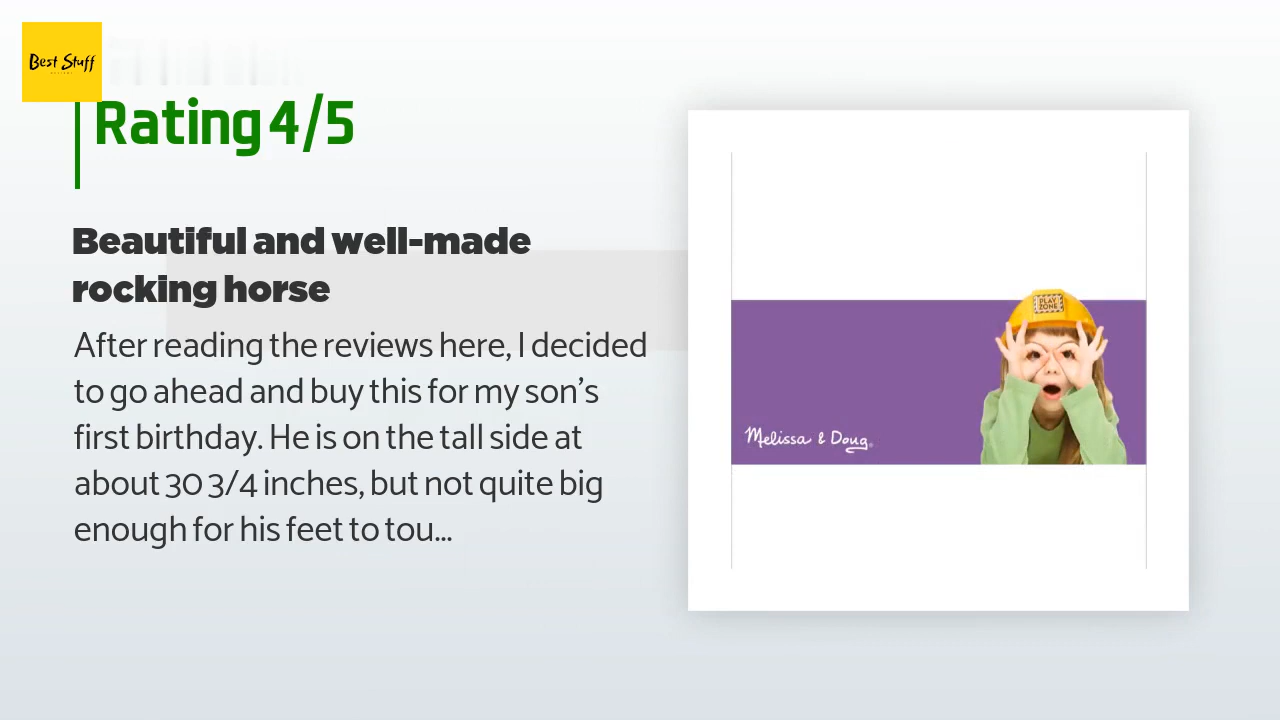 Best Stuff
Rating 4/5
Beautiful and well-made
rocking horse
After reading the reviews here, I decided
to go ahead and buy this for my son’s
first birthday. He is on the tall side at
about 30 3/4 inches, but not quite big
enough for his feet to tou...
PLAY
ZONE
Melissa & Doug®